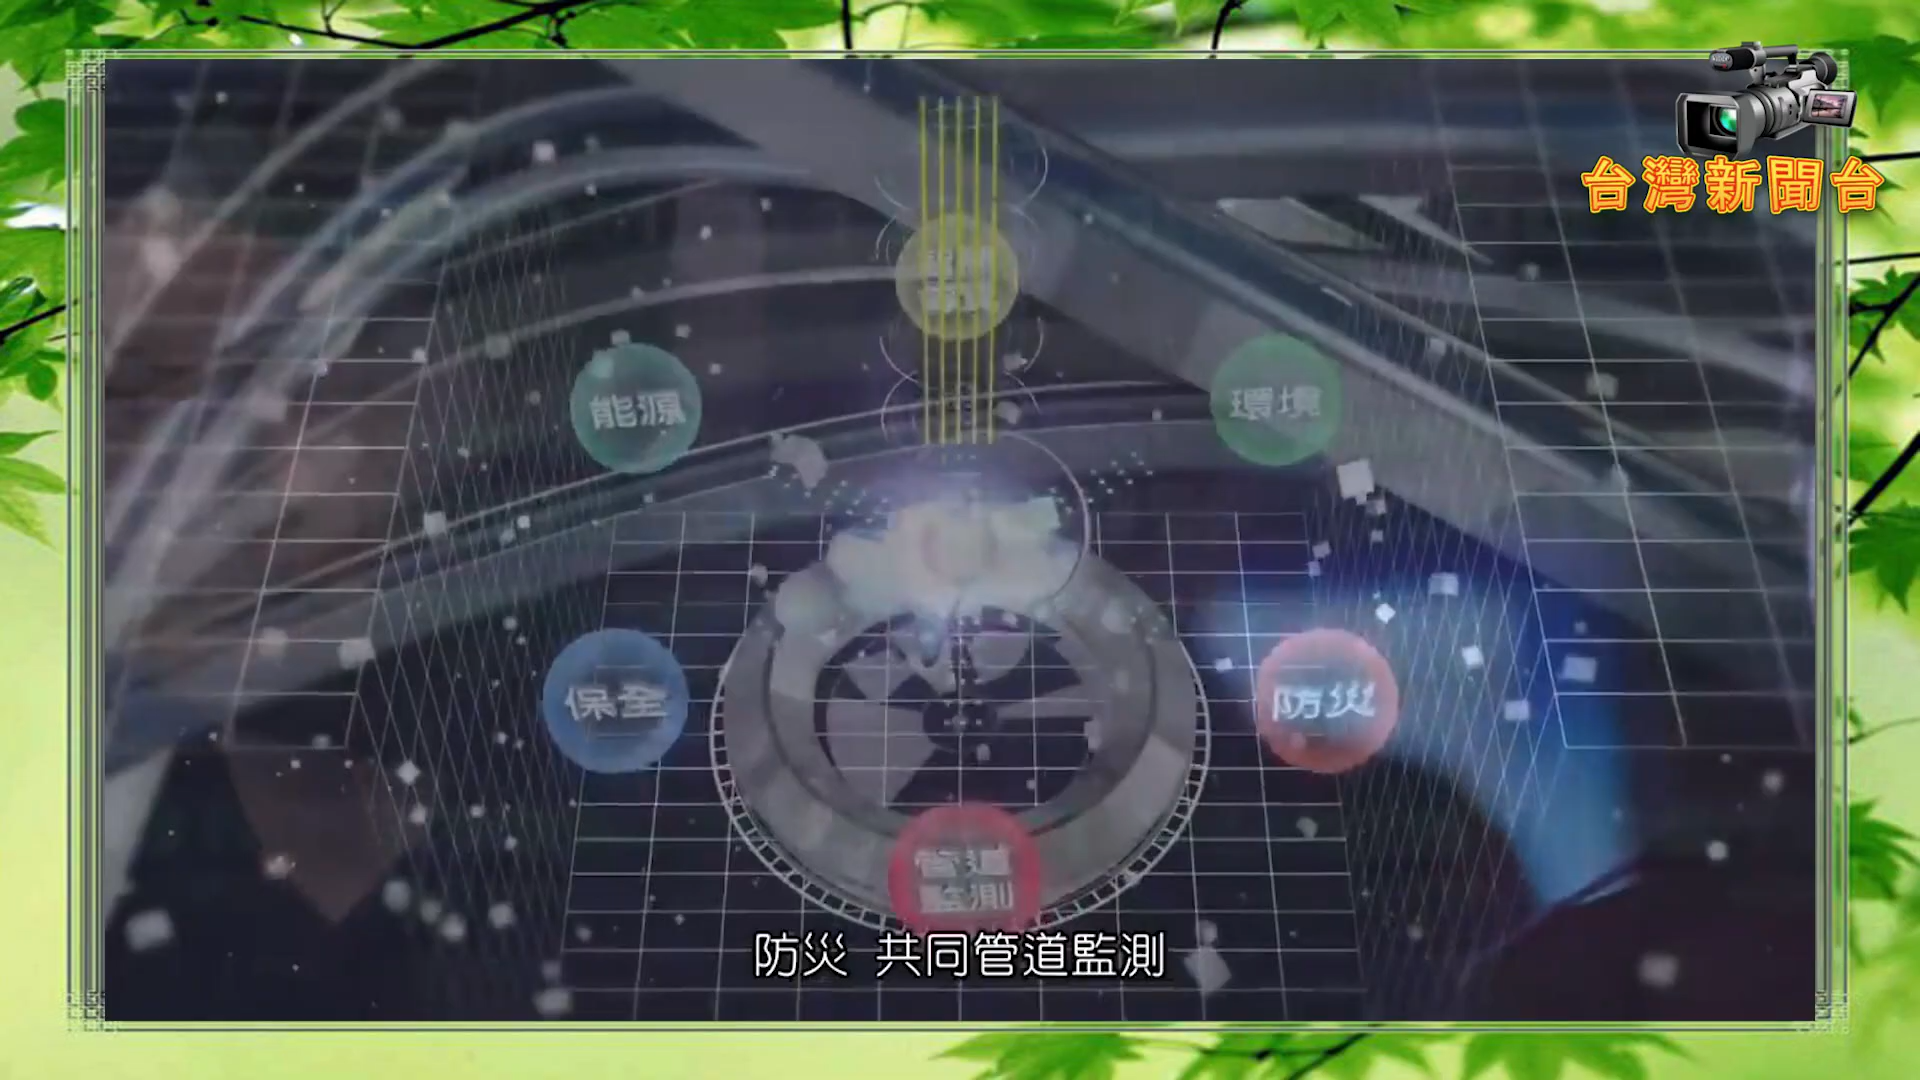 台灣新聞台
能源
環境
保全
防災
管道
監測
防災 共同管道監測